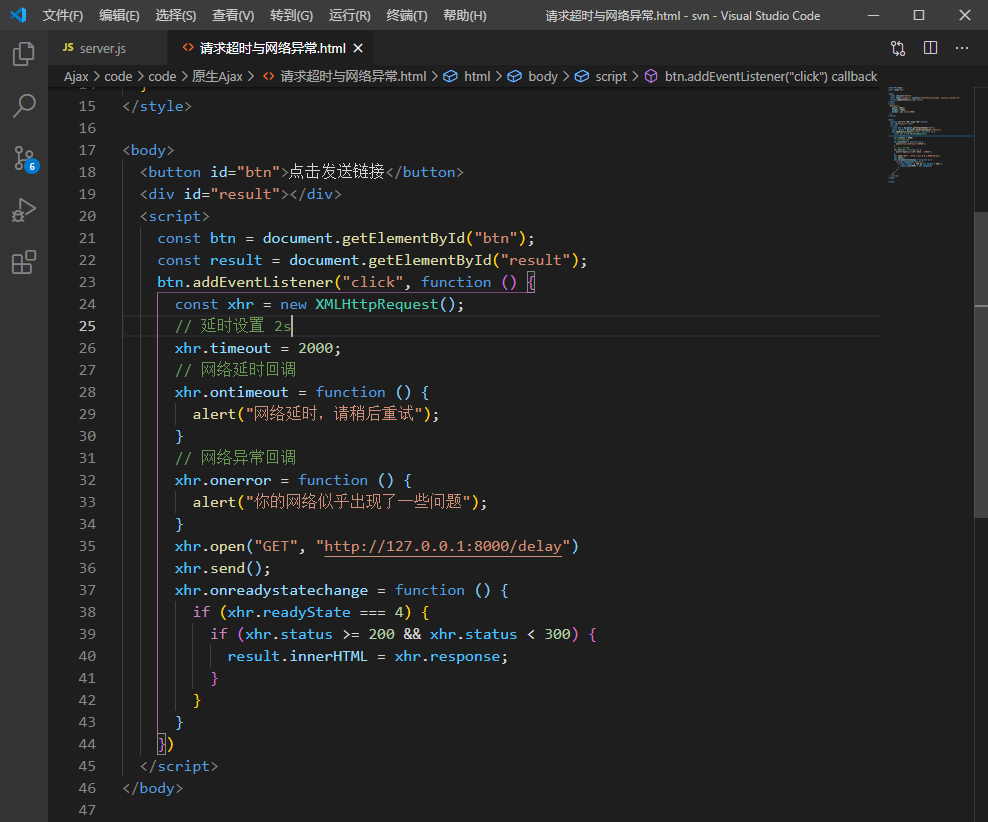 文件(F) 编辑(E) 选择(S) 查看(V) 转到(G) 运行(R) 终端(T) 帮助(H) 请求超时与网络异常.html - svn - Visual Studio Code
JS server.js <> 请求超时与网络异常.html
Ajax > code > code > 原生Ajax > <> 请求超时与网络异常.html > html > body > script > btn.addEventListener("click") callback
6
15 </style>
16
17 <body>
18 <button id="btn">点击发送链接</button>
19 <div id="result"></div>
20 <script>
21 const btn = document.getElementById("btn");
22 const result = document.getElementById("result");
23 btn.addEventListener("click", function () {
24 const xhr = new XMLHttpRequest();
25 // 延时设置 2s
26 xhr.timeout = 2000;
27 // 网络延时回调
28 xhr.ontimeout = function () {
29 alert("网络延时，请稍后重试");
30 }
31 // 网络异常回调
32 xhr.onerror = function () {
33 alert("你的网络似乎出现了一些问题");
34 }
35 xhr.open("GET", "http://127.0.0.1:8000/delay")
36 xhr.send();
37 xhr.onreadystatechange = function () {
38 if (xhr.readyState === 4) {
39 if (xhr.status >= 200 && xhr.status < 300) {
40 result.innerHTML = xhr.response;
41 }
42 }
43 }
44 })
45 </script>
46 </body>
47